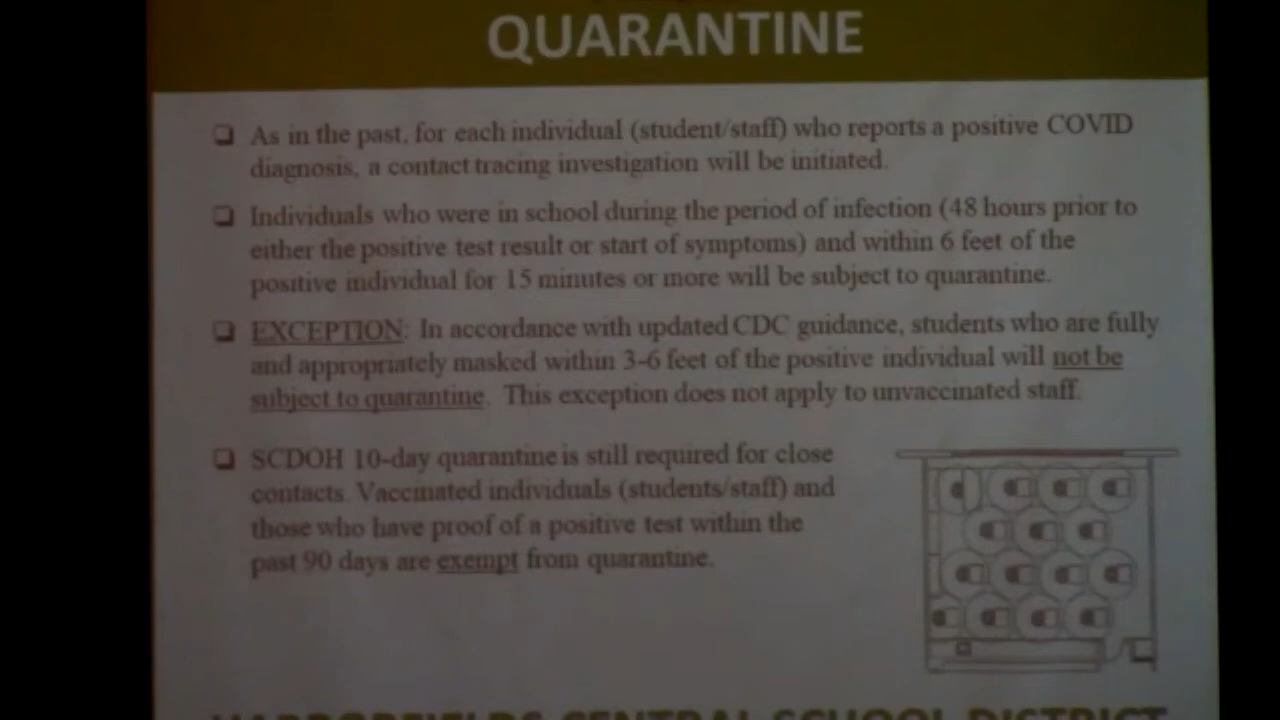 QUARANTINE
As in the past, for each individual (student/staff) who reports a positive COVID
diagnosis, a contact tracing investigation will be initiated.
Individuals who were in school during the period of infection (48 hours prior to
either the positive test result or start of symptoms) and within 6 feet of the
positive individual for 15 minutes or more will be subject to quarantine.
EXCEPTION: In accordance with updated CDC guidance, students who are fully
and appropriately masked within 3-6 feet of the positive individual will not be
subject to quarantine. This exception does not apply to unvaccinated staff.
SCDOH 10-day quarantine is still required for close
contacts. Vaccinated individuals (students/staff) and
those who have proof of a positive test within the
past 90 days are exempt from quarantine.
HARBORFIELDS CENTRAL SCHOOL DISTRICT